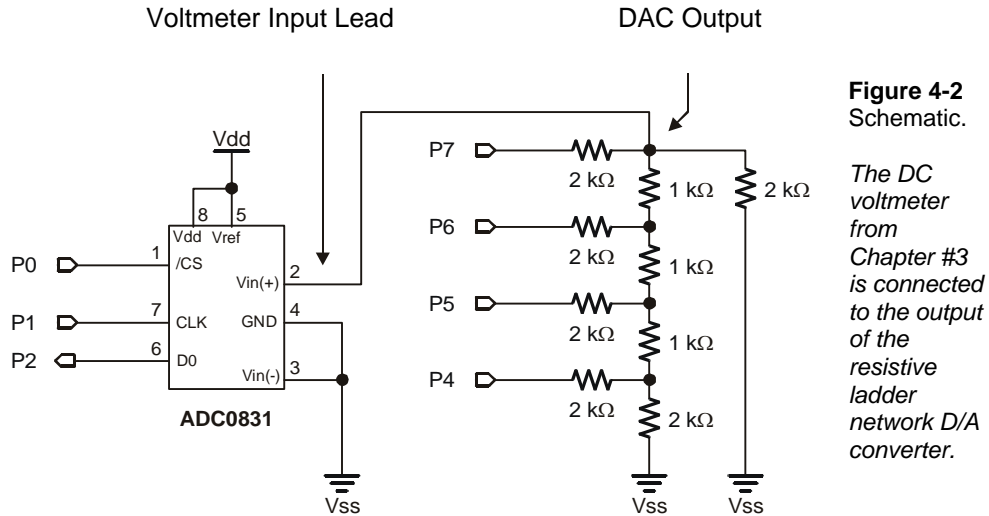 Voltmeter Input Lead
DAC Output
Figure 4-2
Schematic.
The DC
voltmeter
from
Chapter #3
is connected
to the output
of the
resistive
ladder
network D/A
converter.
Vdd
8 5
Vdd Vref
P0 1 /CS
Vin(+) 2
P1 7 CLK
GND 4
P2 6 D0
Vin(-) 3
ADC0831
Vss
P7
2 kΩ
1 kΩ
2 kΩ
P6
2 kΩ
1 kΩ
P5
2 kΩ
1 kΩ
P4
2 kΩ
2 kΩ
Vss
Vss